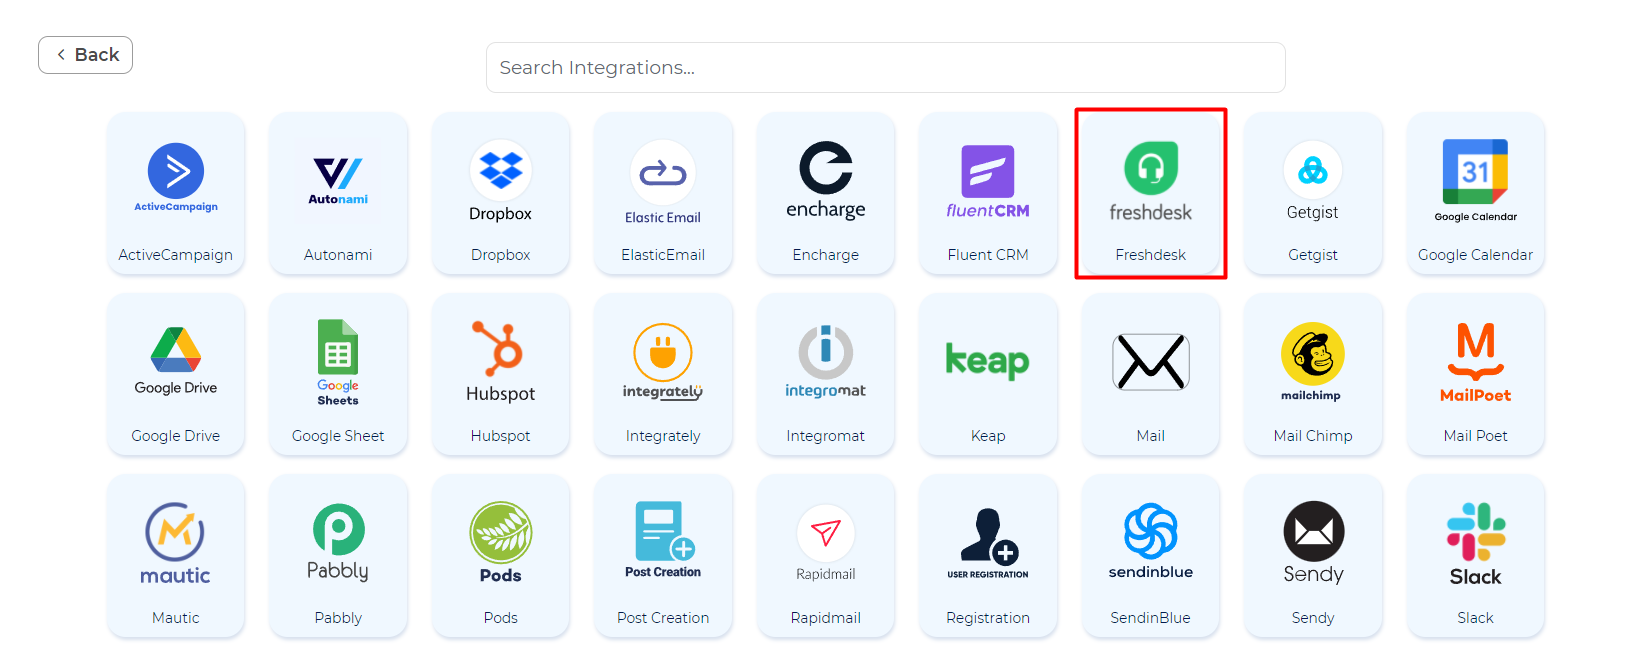 Back
Search Integrations...
ActiveCampaign
ActiveCampaign
Autonami
Autonami
Dropbox
Dropbox
Elastic Email
ElasticEmail
encharge
Encharge
fluentCRM
Fluent CRM
freshdesk
Freshdesk
Getgist
Getgist
31
Google Calendar
Google Calendar
Google Drive
Google Drive
Google
Sheets
Google Sheet
Hubspot
Hubspot
integrately
Integrately
integromat
Integromat
keap
Keap
Mail
mailchimp
Mail Chimp
M
MailPoet
Mail Poet
mautic
Mautic
Pabbly
Pabbly
Pods
Pods
Post Creation
Post Creation
Rapidmail
Rapidmail
USER REGISTRATION
Registration
sendinblue
SendinBlue
Sendy
Sendy
Slack
Slack